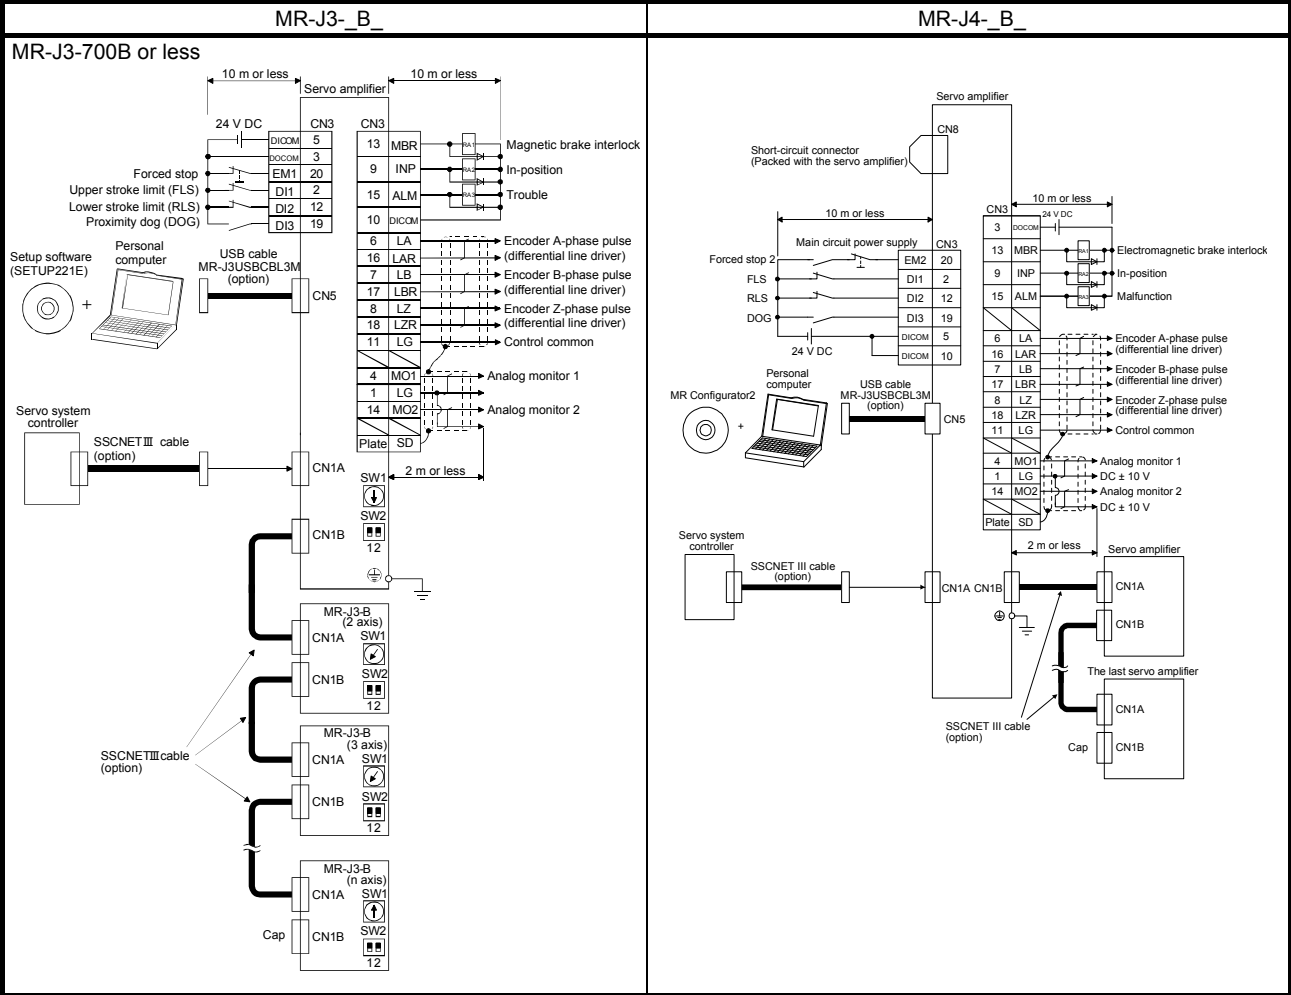 MR-J3-_B_
MR-J3-700B or less
10 m or less
10 m or less
Servo amplifier
24 V DC
CN3
CN3
DICOM 5
DOCOM 3
Forced stop EM1 20
Upper stroke limit (FLS) DI1 2
Lower stroke limit (RLS) DI2 12
Proximity dog (DOG) DI3 19
13 MBR RA1 Magnetic brake interlock
9 INP RA2 In-position
15 ALM RA3 Trouble
10 DICOM
6 LA Encoder A-phase pulse
16 LAR (differential line driver)
7 LB Encoder B-phase pulse
17 LBR (differential line driver)
8 LZ Encoder Z-phase pulse
18 LZR (differential line driver)
11 LG Control common
4 MO1 Analog monitor 1
1 LG
14 MO2 Analog monitor 2
Plate SD
2 m or less
Setup software
(SETUP221E)
+
Personal
computer
USB cable
MR-J3USBCBL3M
(option)
CN5
Servo system
controller
SSCNETⅢ cable
(option)
CN1A
SW1
SW2
12
CN1B
MR-J3-B
(2 axis)
CN1A
SW1
CN1B
SW2
12
MR-J3-B
(3 axis)
CN1A
SW1
CN1B
SW2
12
SSCNETⅢ cable
(option)
MR-J3-B
(n axis)
CN1A
SW1
Cap
CN1B
SW2
12
MR-J4-_B_
Servo amplifier
CN8
Short-circuit connector
(Packed with the servo amplifier)
10 m or less
Main circuit power supply
CN3
Forced stop 2 EM2 20
FLS DI1 2
RLS DI2 12
DOG DI3 19
DICOM 5
24 V DC
DICOM 10
10 m or less
CN3
24 V DC
3 DOCOM
13 MBR RA1 Electromagnetic brake interlock
9 INP RA2 In-position
15 ALM RA3 Malfunction
6 LA Encoder A-phase pulse
16 LAR (differential line driver)
7 LB Encoder B-phase pulse
17 LBR (differential line driver)
8 LZ Encoder Z-phase pulse
18 LZR (differential line driver)
11 LG Control common
4 MO1 Analog monitor 1
1 LG DC ± 10 V
14 MO2 Analog monitor 2
DC ± 10 V
Plate SD
2 m or less
MR Configurator2
+
Personal
computer
USB cable
MR-J3USBCBL3M
(option)
CN5
Servo system
controller
SSCNET III cable
(option)
CN1A
CN1B
Servo amplifier
CN1A
CN1B
The last servo amplifier
CN1A
Cap
CN1B
SSCNET III cable
(option)